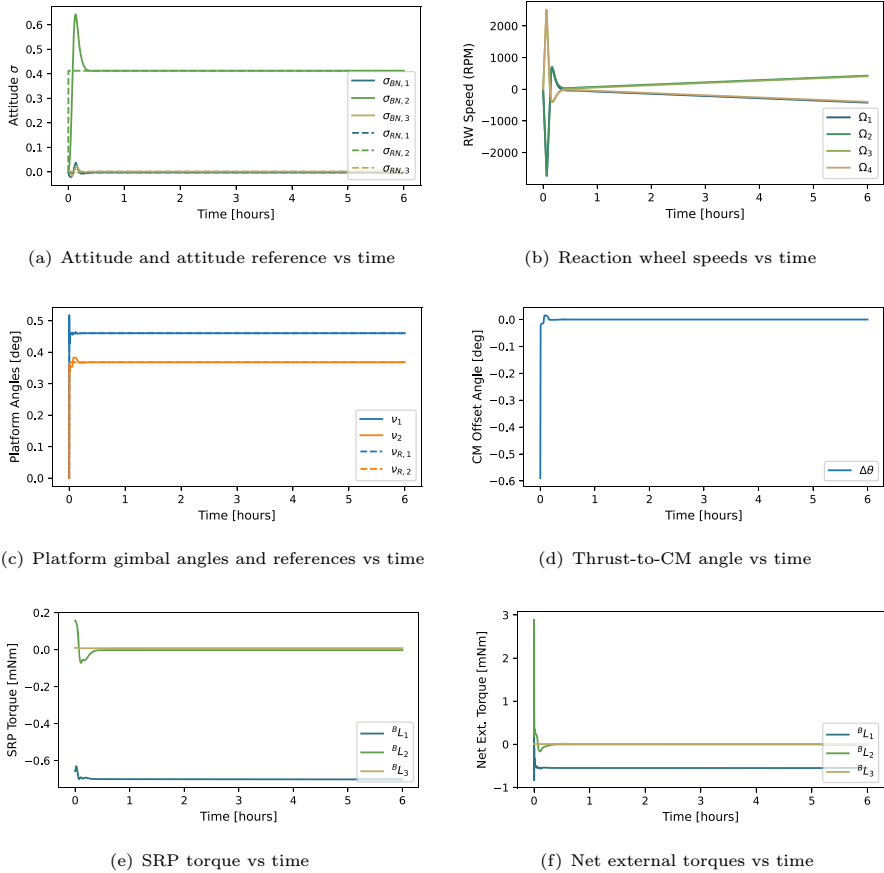 0.6
0.4
0.2
0.0
Attitude σ
σBN, 1
σBN, 2
σBN, 3
σRN, 1
σRN, 2
σRN, 3
0 1 2 3 4 5 6
Time [hours]
(a) Attitude and attitude reference vs time
2000
1000
0
−1000
−2000
RW Speed (RPM)
Ω1
Ω2
Ω3
Ω4
0 1 2 3 4 5 6
Time [hours]
(b) Reaction wheel speeds vs time
0.5
0.4
0.3
0.2
0.1
0.0
Platform Angles [deg]
ν1
ν2
νR, 1
νR, 2
0 1 2 3 4 5 6
Time [hours]
(c) Platform gimbal angles and references vs time
0.0
−0.1
−0.2
−0.3
−0.4
−0.5
−0.6
CM Offset Angle [deg]
Δθ
0 1 2 3 4 5 6
Time [hours]
(d) Thrust-to-CM angle vs time
0.2
0.0
−0.2
−0.4
−0.6
SRP Torque [mNm]
ᴮL1
ᴮL2
ᴮL3
0 1 2 3 4 5 6
Time [hours]
(e) SRP torque vs time
3
2
1
0
−1
Net Ext. Torque [mNm]
ᴮL1
ᴮL2
ᴮL3
0 1 2 3 4 5 6
Time [hours]
(f) Net external torques vs time